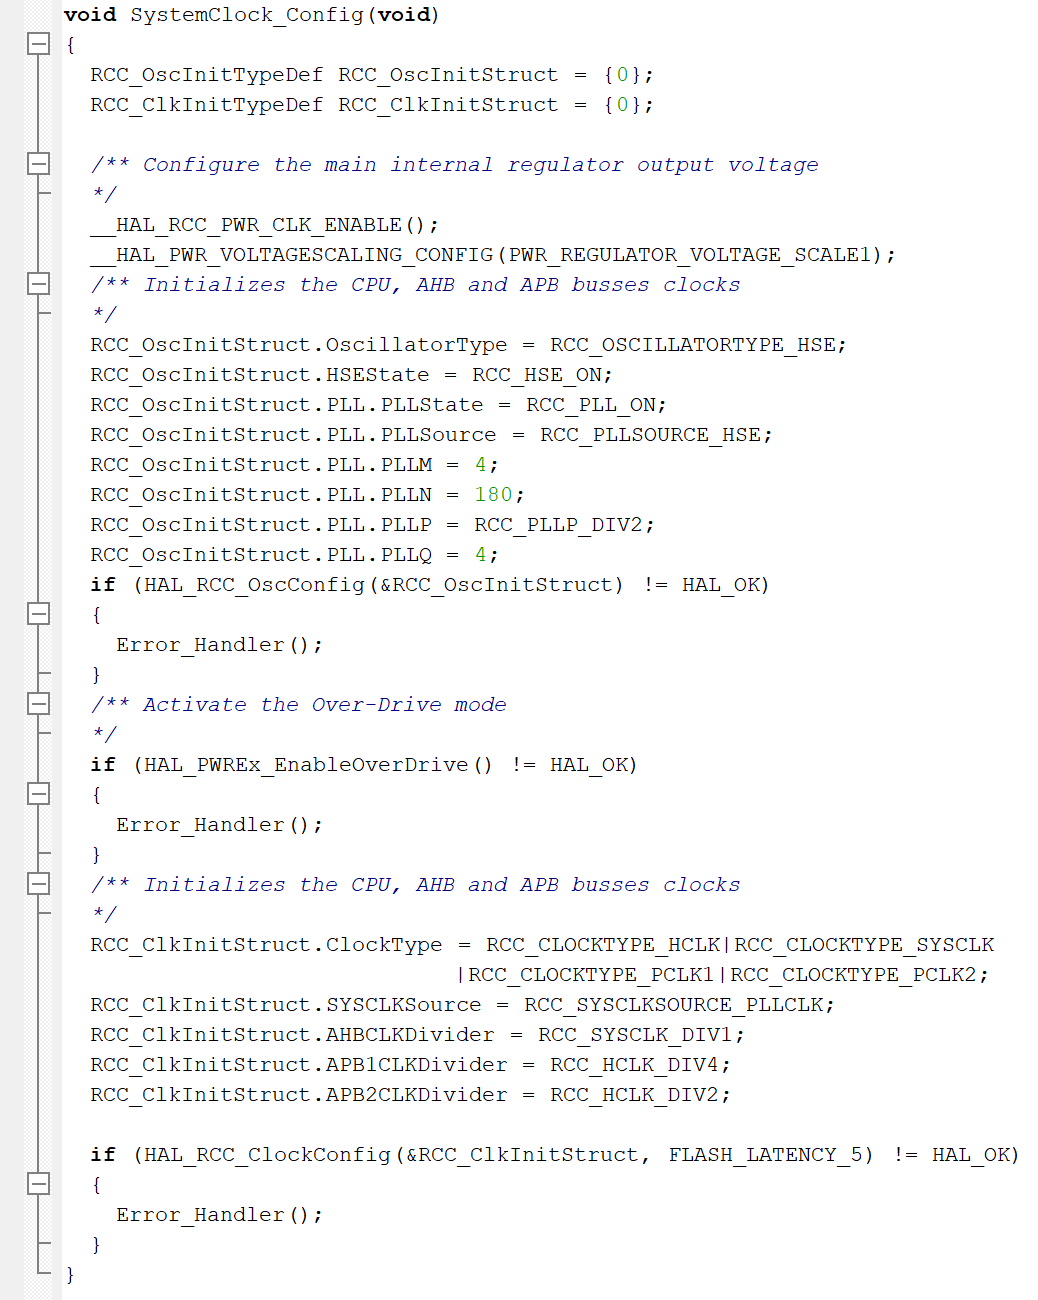 void SystemClock_Config(void)
{
  RCC_OscInitTypeDef RCC_OscInitStruct = {0};
  RCC_ClkInitTypeDef RCC_ClkInitStruct = {0};

  /** Configure the main internal regulator output voltage
  */
  __HAL_RCC_PWR_CLK_ENABLE();
  __HAL_PWR_VOLTAGESCALING_CONFIG(PWR_REGULATOR_VOLTAGE_SCALE1);
  /** Initializes the CPU, AHB and APB busses clocks
  */
  RCC_OscInitStruct.OscillatorType = RCC_OSCILLATORTYPE_HSE;
  RCC_OscInitStruct.HSEState = RCC_HSE_ON;
  RCC_OscInitStruct.PLL.PLLState = RCC_PLL_ON;
  RCC_OscInitStruct.PLL.PLLSource = RCC_PLLSOURCE_HSE;
  RCC_OscInitStruct.PLL.PLLM = 4;
  RCC_OscInitStruct.PLL.PLLN = 180;
  RCC_OscInitStruct.PLL.PLLP = RCC_PLLP_DIV2;
  RCC_OscInitStruct.PLL.PLLQ = 4;
  if (HAL_RCC_OscConfig(&RCC_OscInitStruct) != HAL_OK)
  {
    Error_Handler();
  }
  /** Activate the Over-Drive mode
  */
  if (HAL_PWREx_EnableOverDrive() != HAL_OK)
  {
    Error_Handler();
  }
  /** Initializes the CPU, AHB and APB busses clocks
  */
  RCC_ClkInitStruct.ClockType = RCC_CLOCKTYPE_HCLK|RCC_CLOCKTYPE_SYSCLK
                              |RCC_CLOCKTYPE_PCLK1|RCC_CLOCKTYPE_PCLK2;
  RCC_ClkInitStruct.SYSCLKSource = RCC_SYSCLKSOURCE_PLLCLK;
  RCC_ClkInitStruct.AHBCLKDivider = RCC_SYSCLK_DIV1;
  RCC_ClkInitStruct.APB1CLKDivider = RCC_HCLK_DIV4;
  RCC_ClkInitStruct.APB2CLKDivider = RCC_HCLK_DIV2;

  if (HAL_RCC_ClockConfig(&RCC_ClkInitStruct, FLASH_LATENCY_5) != HAL_OK)
  {
    Error_Handler();
  }
}